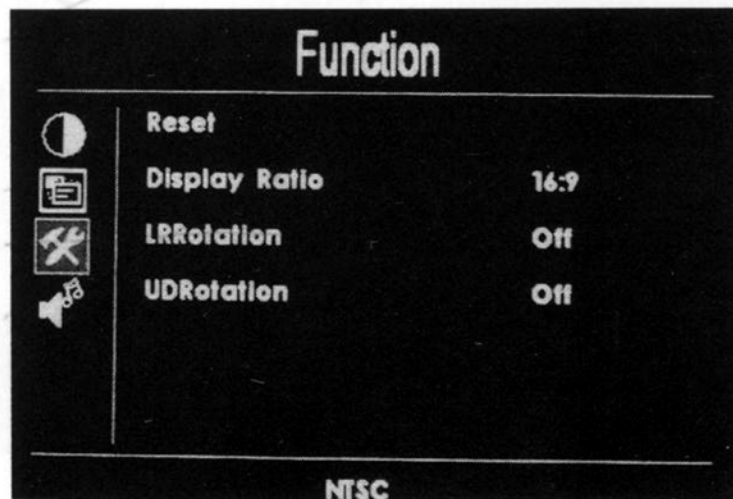 Function
Reset
Display Ratio 16:9
LRRotation Off
UDRotation Off
NTSC